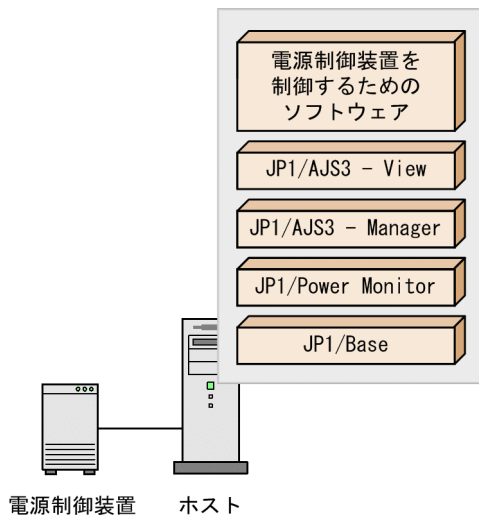 電源制御装置を
制御するための
ソフトウェア
JP1/AJS3 - View
JP1/AJS3 - Manager
JP1/Power Monitor
JP1/Base
電源制御装置
ホスト